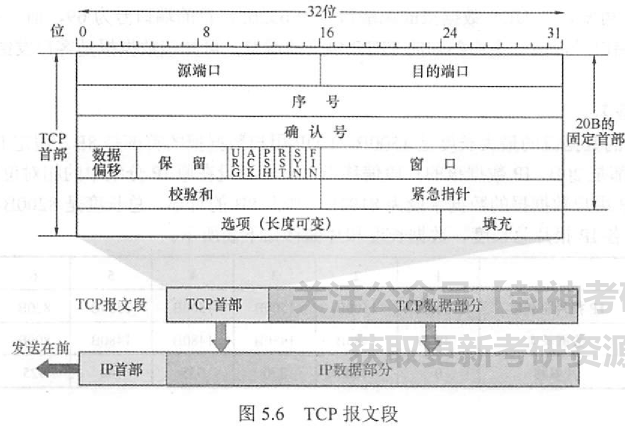 32位
位 0 8 16 24 31
源端口 目的端口
序 号
确 认 号
TCP首部
20B的固定首部
数据偏移 保 留 URG ACK PSH RST SYN FIN 窗 口
校验和 紧急指针
选项（长度可变） 填充
TCP报文段 TCP首部 TCP数据部分
关注公众号【封神考研
发送在前
获取更新考研资源
IP首部 IP数据部分
图 5.6 TCP 报文段